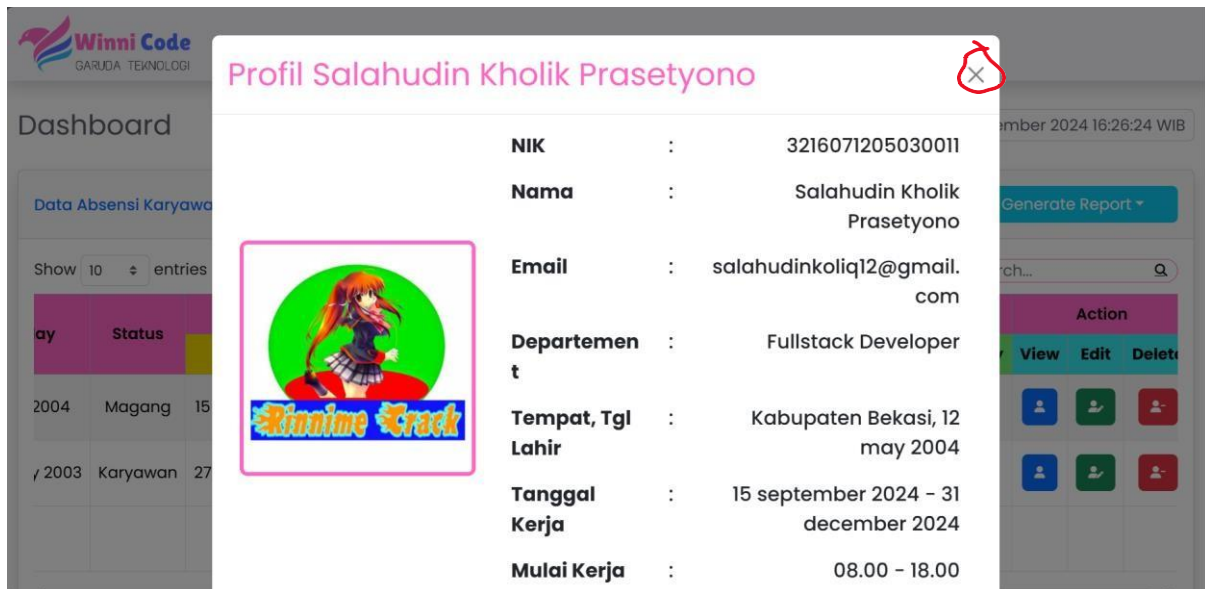 Winni Code
GARUDA TEKNOLOGI
Profil Salahudin Kholik Prasetyono
Dashboard
ember 2024 16:26:24 WIB
NIK : 3216071205030011
Nama : Salahudin Kholik
Prasetyono
Data Absensi Karyawa
Generate Report
Show 10 entries
rch...
Email : salahudinkoliq12@gmail.
com
Action
ay Status
View Edit Delete
Departemen : Fullstack Developer
t
2004 Magang 15
Rinnime Crack
Tempat, Tgl : Kabupaten Bekasi, 12
Lahir may 2004
y 2003 Karyawan 27
Tanggal : 15 september 2024 - 31
Kerja december 2024
Mulai Kerja : 08.00 - 18.00